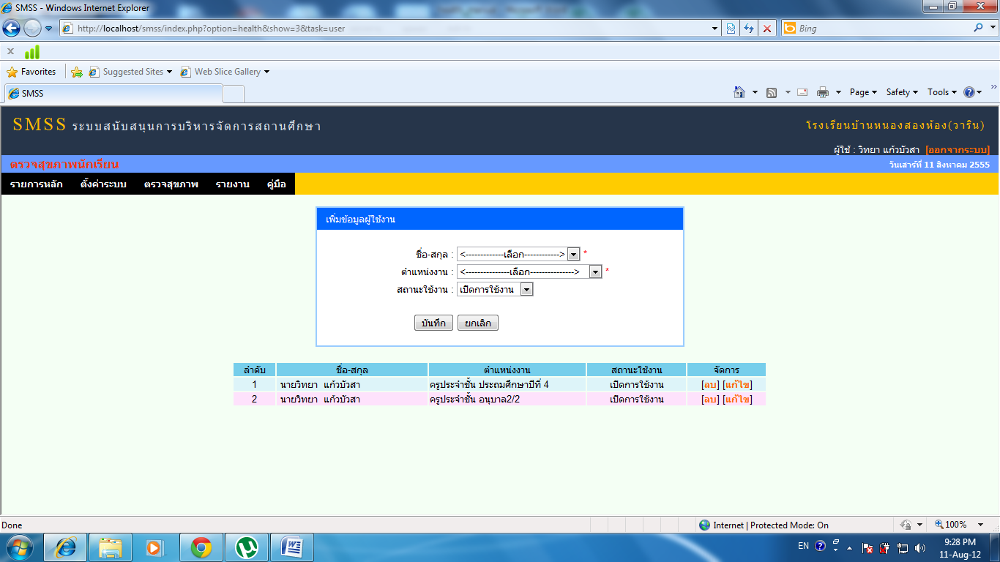 SMSS - Windows Internet Explorer
http://localhost/smss/index.php?option=health&show=3&task=user
Bing
Favorites Suggested Sites Web Slice Gallery
SMSS
Page Safety Tools
SMSS ระบบสนับสนุนการบริหารจัดการสถานศึกษา
โรงเรียนบ้านหนองสองห้อง(วาริน)
ผู้ใช้ : วิทยา แก้วบัวสา [ออกจากระบบ]
ตรวจสุขภาพนักเรียน
วันเสาร์ที่ 11 สิงหาคม 2555
รายการหลัก ตั้งค่าระบบ ตรวจสุขภาพ รายงาน คู่มือ
เพิ่มข้อมูลผู้ใช้งาน
ชื่อ-สกุล : <-------------เลือก------------> *
ตำแหน่งงาน : <---------------เลือก---------------> *
สถานะใช้งาน : เปิดการใช้งาน
บันทึก ยกเลิก
ลำดับ ชื่อ-สกุล ตำแหน่งงาน สถานะใช้งาน จัดการ
1 นายวิทยา แก้วบัวสา ครูประจำชั้น ประถมศึกษาปีที่ 4 เปิดการใช้งาน [ลบ] [แก้ไข]
2 นายวิทยา แก้วบัวสา ครูประจำชั้น อนุบาล2/2 เปิดการใช้งาน [ลบ] [แก้ไข]
Done
Internet | Protected Mode: On
100%
EN
9:28 PM
11-Aug-12